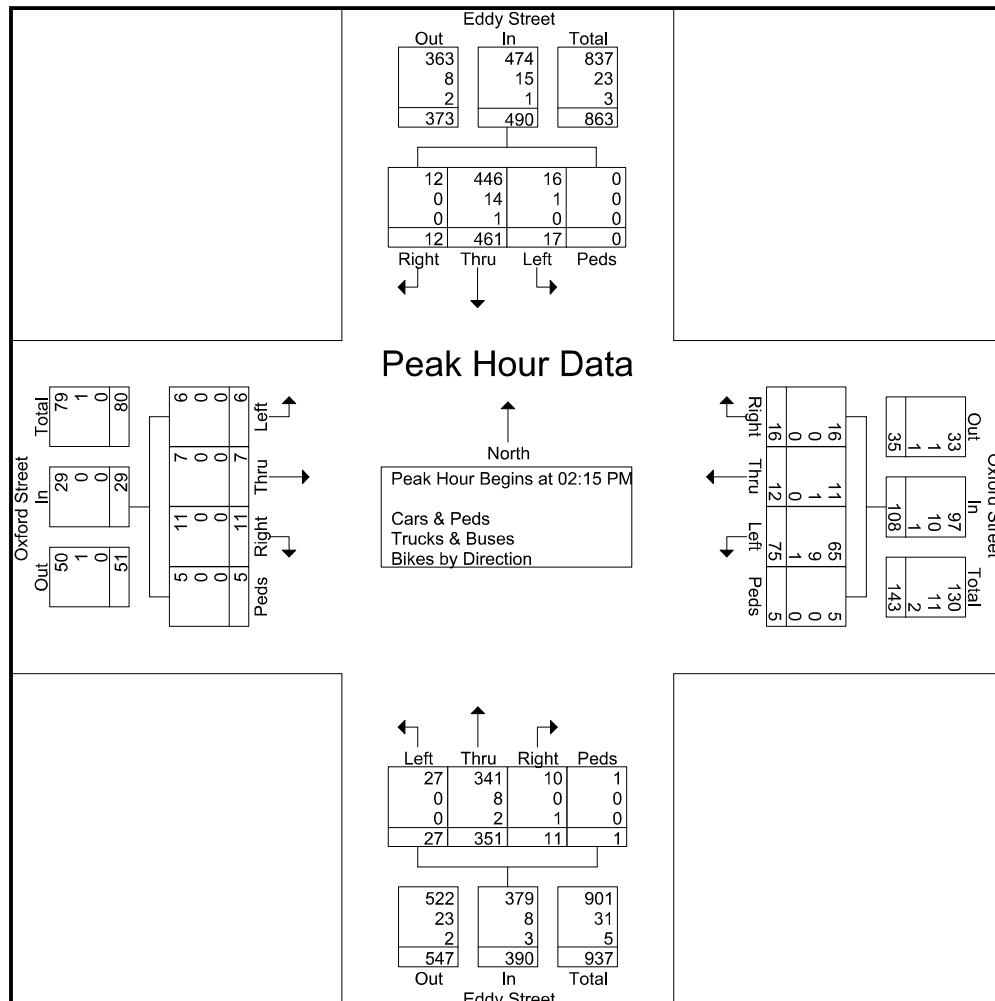 Eddy Street
Out In Total
363 474 837
8 15 23
2 1 3
373 490 863
12 446 16 0
0 14 1 0
0 1 0 0
12 461 17 0
Right Thru Left Peds
Peak Hour Data
North
Peak Hour Begins at 02:15 PM
Cars & Peds
Trucks & Buses
Bikes by Direction
Oxford Street
Out In Total
50 29 79
1 0 1
0 0 0
51 29 80
5 11 7 6
0 0 0 0
0 0 0 0
5 11 7 6
Peds Right Thru Left
Oxford Street
Out In Total
33 97 130
1 10 11
1 1 2
35 108 143
16 11 65 5
0 1 9 0
0 0 1 0
16 12 75 5
Right Thru Left Peds
Left Thru Right Peds
27 341 10 1
0 8 0 0
0 2 1 0
27 351 11 1
522 379 901
23 8 31
2 3 5
547 390 937
Out In Total
Eddy Street